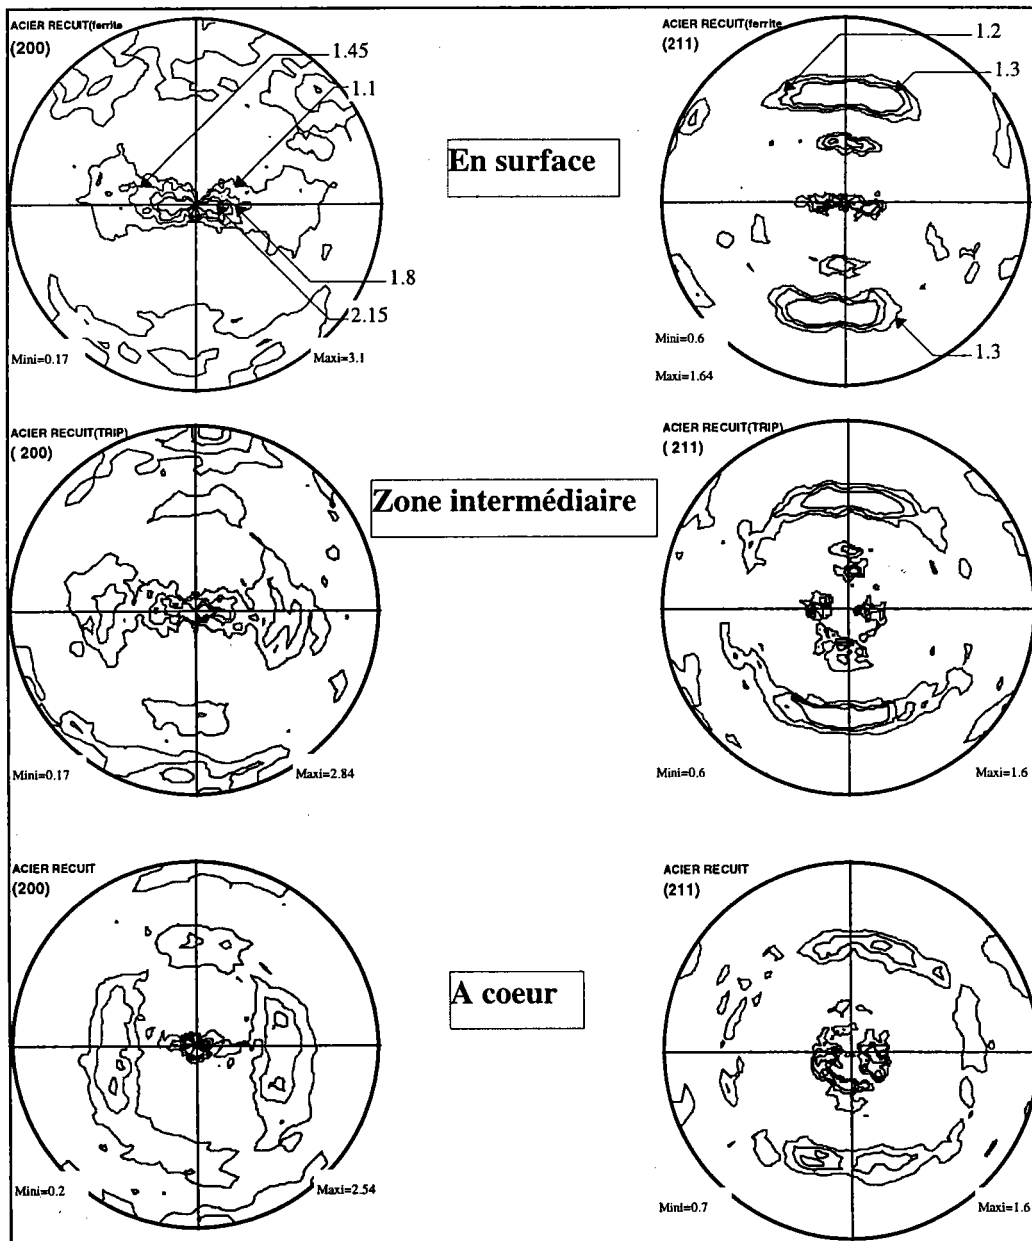 ACIER RECUIT(ferrite
(200)
1.45
1.1
1.8
2.15
Mini=0.17
Maxi=3.1
En surface
ACIER RECUIT(ferrite
(211)
1.2
1.3
1.3
Mini=0.6
Maxi=1.64
ACIER RECUIT(TRIP)
( 200)
Mini=0.17
Maxi=2.84
Zone intermédiaire
ACIER RECUIT(TRIP)
( 211)
Mini=0.6
Maxi=1.6
ACIER RECUIT
(200)
Mini=0.2
Maxi=2.54
A coeur
ACIER RECUIT
(211)
Mini=0.7
Maxi=1.6